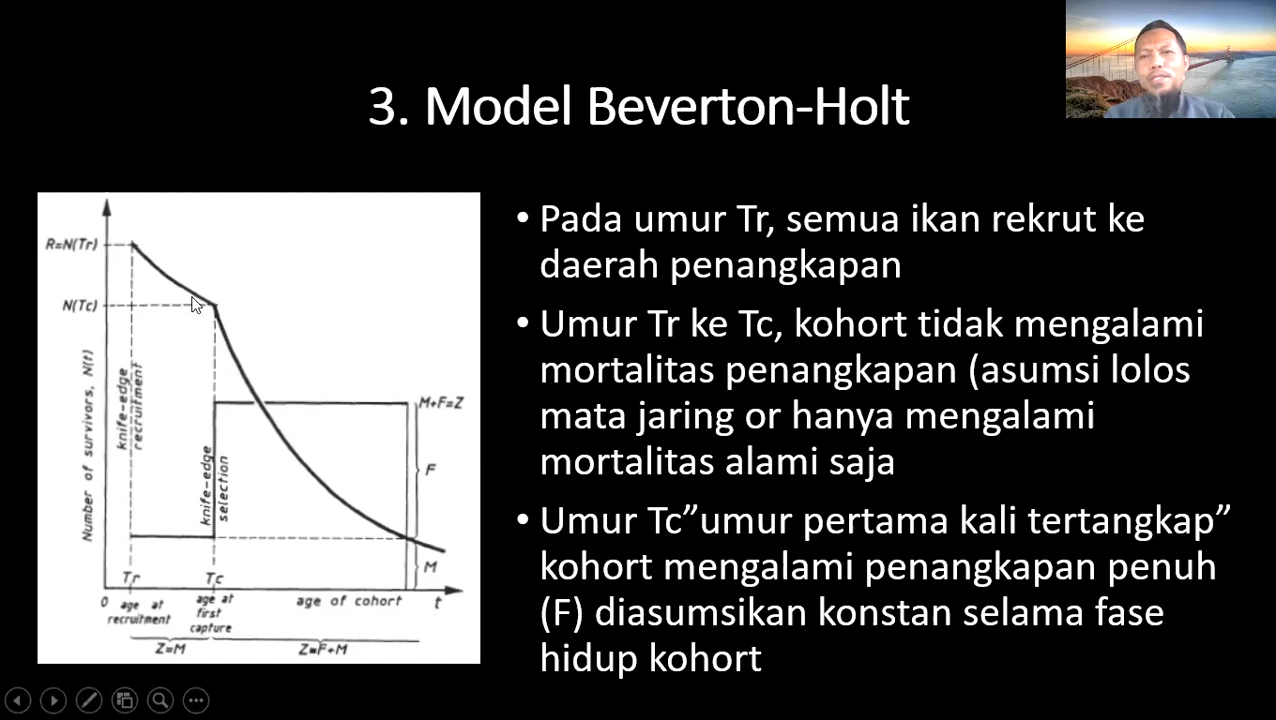 3. Model Beverton-Holt
R=N(Tr)
N(Tc)
Number of survivors, N(t)
knife-edge
recruitment
knife-edge
selection
M+F=Z
F
M
Tr
Tc
0
age at
recruitment
age at
first
capture
age of cohort
t
Z=M
Z=F+M
• Pada umur Tr, semua ikan rekrut ke
daerah penangkapan
• Umur Tr ke Tc, kohort tidak mengalami
mortalitas penangkapan (asumsi lolos
mata jaring or hanya mengalami
mortalitas alami saja
• Umur Tc”umur pertama kali tertangkap”
kohort mengalami penangkapan penuh
(F) diasumsikan konstan selama fase
hidup kohort